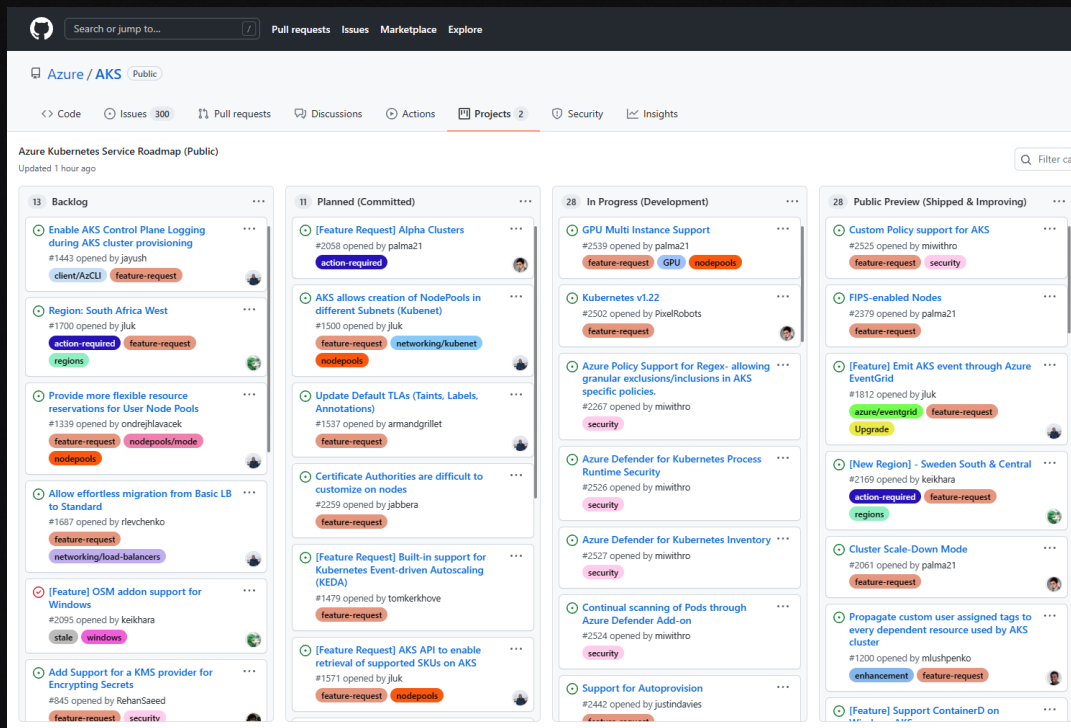 Search or jump to... /
Pull requests Issues Marketplace Explore
Azure / AKS Public
Code Issues 300 Pull requests Discussions Actions Projects 2 Security Insights
Azure Kubernetes Service Roadmap (Public)
Updated 1 hour ago
Filter ca
13 Backlog
Enable AKS Control Plane Logging
during AKS cluster provisioning
#1443 opened by jayush
client/AzCLI feature-request
Region: South Africa West
#1700 opened by jluk
action-required feature-request
regions
Provide more flexible resource
reservations for User Node Pools
#1339 opened by ondrejhlavacek
feature-request nodepools/mode
nodepools
Allow effortless migration from Basic LB
to Standard
#1687 opened by rlevchenko
feature-request
networking/load-balancers
[Feature] OSM addon support for
Windows
#2095 opened by keikhara
stale windows
Add Support for a KMS provider for
Encrypting Secrets
#845 opened by RehanSaeed
feature-request security
11 Planned (Committed)
[Feature Request] Alpha Clusters
#2058 opened by palma21
action-required
AKS allows creation of NodePools in
different Subnets (Kubenet)
#1500 opened by jluk
feature-request networking/kubenet
nodepools
Update Default TLAs (Taints, Labels,
Annotations)
#1537 opened by armandgrillet
feature-request
Certificate Authorities are difficult to
customize on nodes
#2259 opened by jabbera
feature-request
[Feature Request] Built-in support for
Kubernetes Event-driven Autoscaling
(KEDA)
#1479 opened by tomkerkhove
feature-request
[Feature Request] AKS API to enable
retrieval of supported SKUs on AKS
#1571 opened by jluk
feature-request nodepools
28 In Progress (Development)
GPU Multi Instance Support
#2539 opened by palma21
feature-request GPU nodepools
Kubernetes v1.22
#2502 opened by PixelRobots
feature-request
Azure Policy Support for Regex- allowing
granular exclusions/inclusions in AKS
specific policies.
#2267 opened by miwithro
security
Azure Defender for Kubernetes Process
Runtime Security
#2526 opened by miwithro
security
Azure Defender for Kubernetes Inventory
#2527 opened by miwithro
security
Continual scanning of Pods through
Azure Defender Add-on
#2524 opened by miwithro
security
Support for Autoprovision
#2442 opened by justindavies
feature-request
28 Public Preview (Shipped & Improving)
Custom Policy support for AKS
#2525 opened by miwithro
feature-request security
FIPS-enabled Nodes
#2379 opened by palma21
feature-request
[Feature] Emit AKS event through Azure
EventGrid
#1812 opened by jluk
azure/eventgrid feature-request
Upgrade
[New Region] - Sweden South & Central
#2169 opened by keikhara
action-required feature-request
regions
Cluster Scale-Down Mode
#2061 opened by palma21
feature-request
Propagate custom user assigned tags to
every dependent resource used by AKS
cluster
#1200 opened by mlushpenko
enhancement feature-request
[Feature] Support ContainerD on
Windows AKS